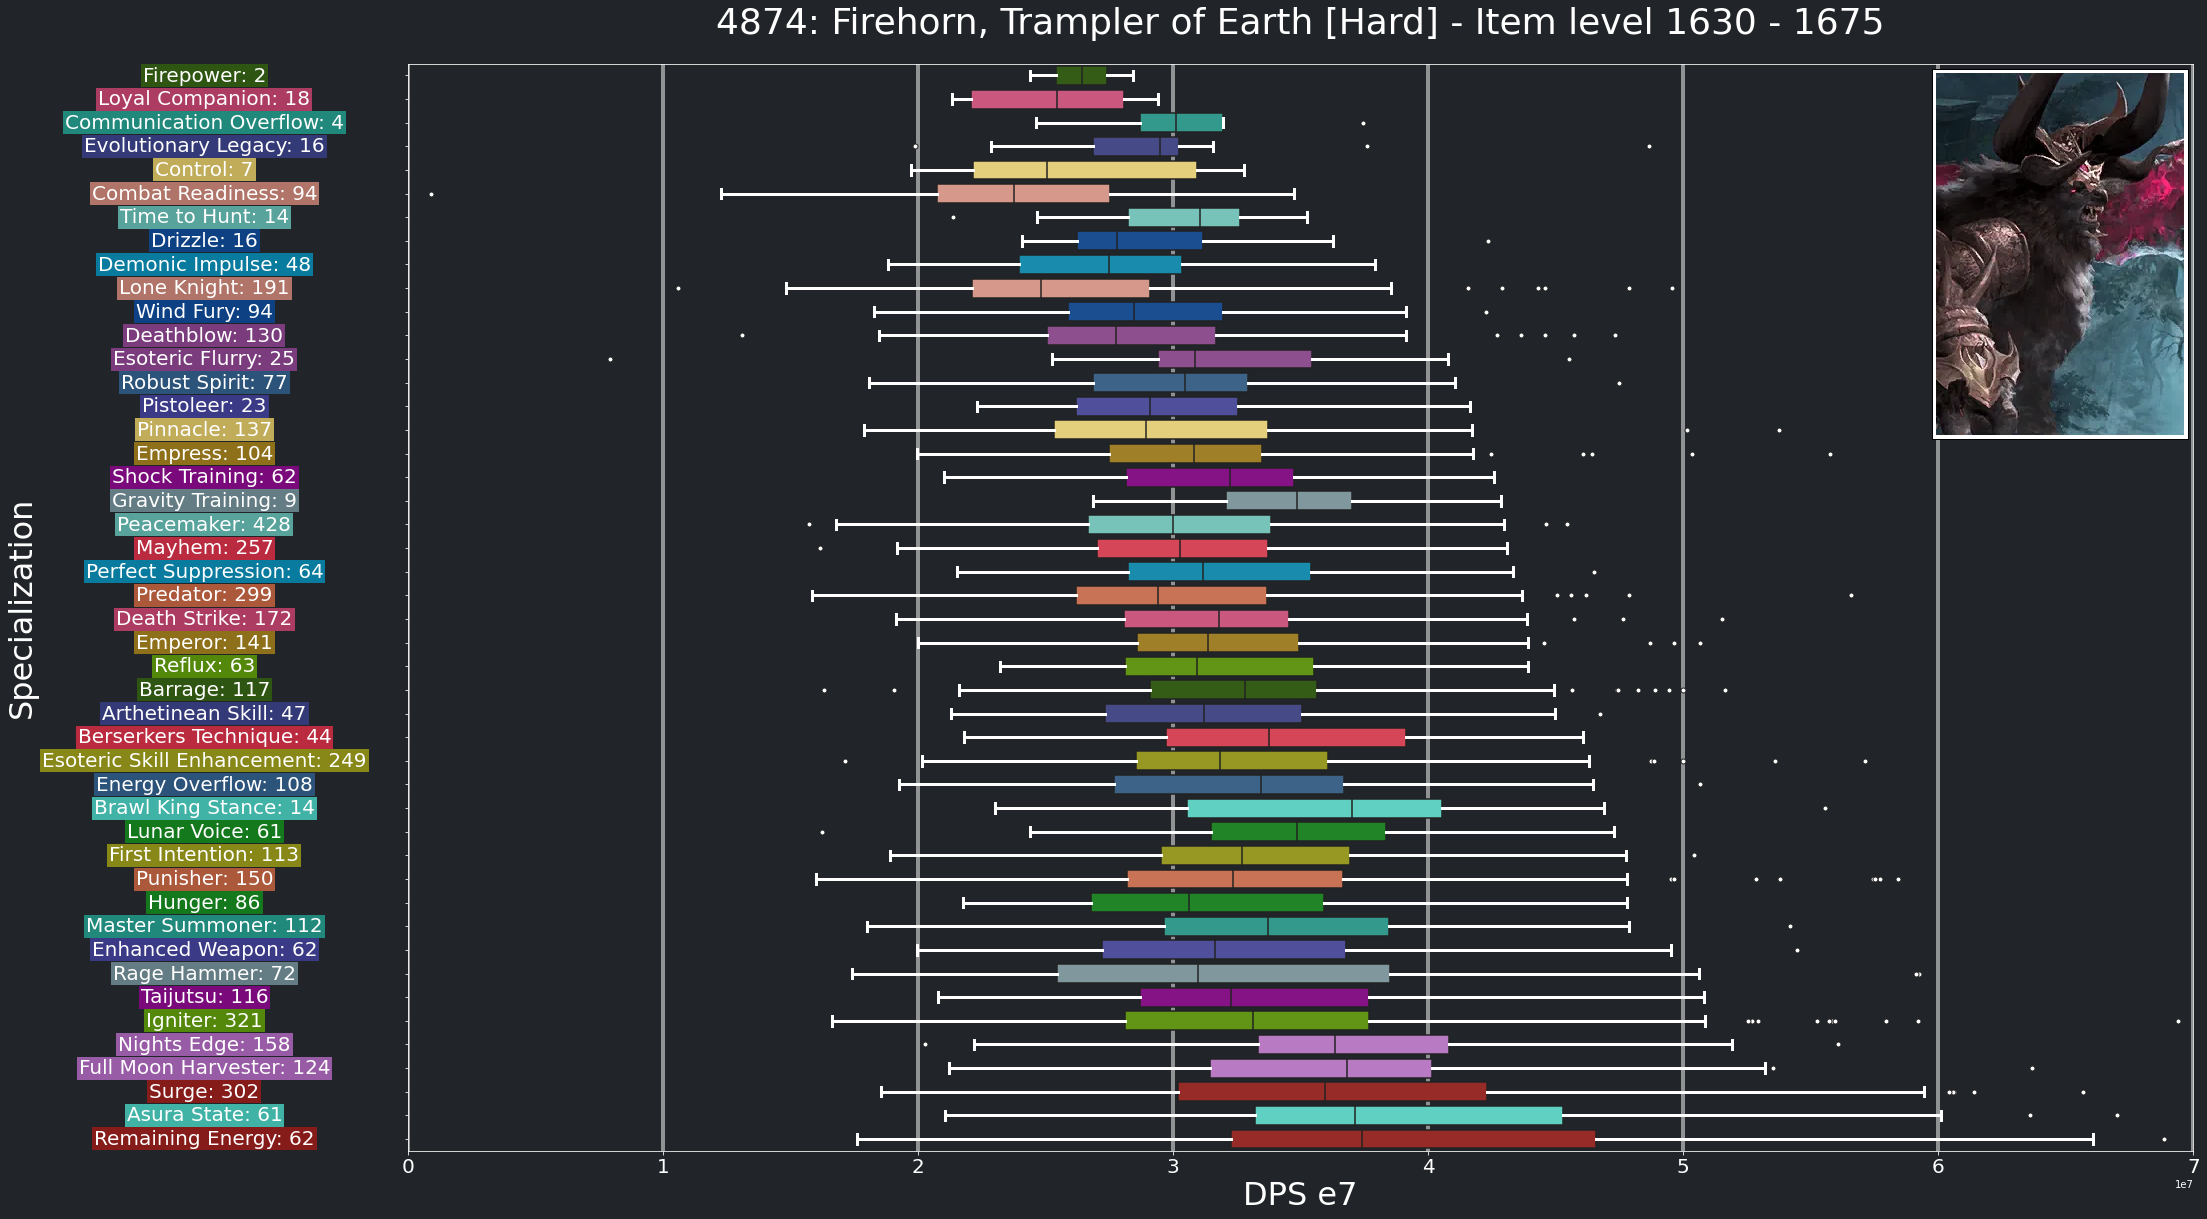 4874: Firehorn, Trampler of Earth [Hard] - Item level 1630 - 1675
Specialization
Firepower: 2
Loyal Companion: 18
Communication Overflow: 4
Evolutionary Legacy: 16
Control: 7
Combat Readiness: 94
Time to Hunt: 14
Drizzle: 16
Demonic Impulse: 48
Lone Knight: 191
Wind Fury: 94
Deathblow: 130
Esoteric Flurry: 25
Robust Spirit: 77
Pistoleer: 23
Pinnacle: 137
Empress: 104
Shock Training: 62
Gravity Training: 9
Peacemaker: 428
Mayhem: 257
Perfect Suppression: 64
Predator: 299
Death Strike: 172
Emperor: 141
Reflux: 63
Barrage: 117
Arthetinean Skill: 47
Berserkers Technique: 44
Esoteric Skill Enhancement: 249
Energy Overflow: 108
Brawl King Stance: 14
Lunar Voice: 61
First Intention: 113
Punisher: 150
Hunger: 86
Master Summoner: 112
Enhanced Weapon: 62
Rage Hammer: 72
Taijutsu: 116
Igniter: 321
Nights Edge: 158
Full Moon Harvester: 124
Surge: 302
Asura State: 61
Remaining Energy: 62
0 1 2 3 4 5 6 7
1e7
DPS e7